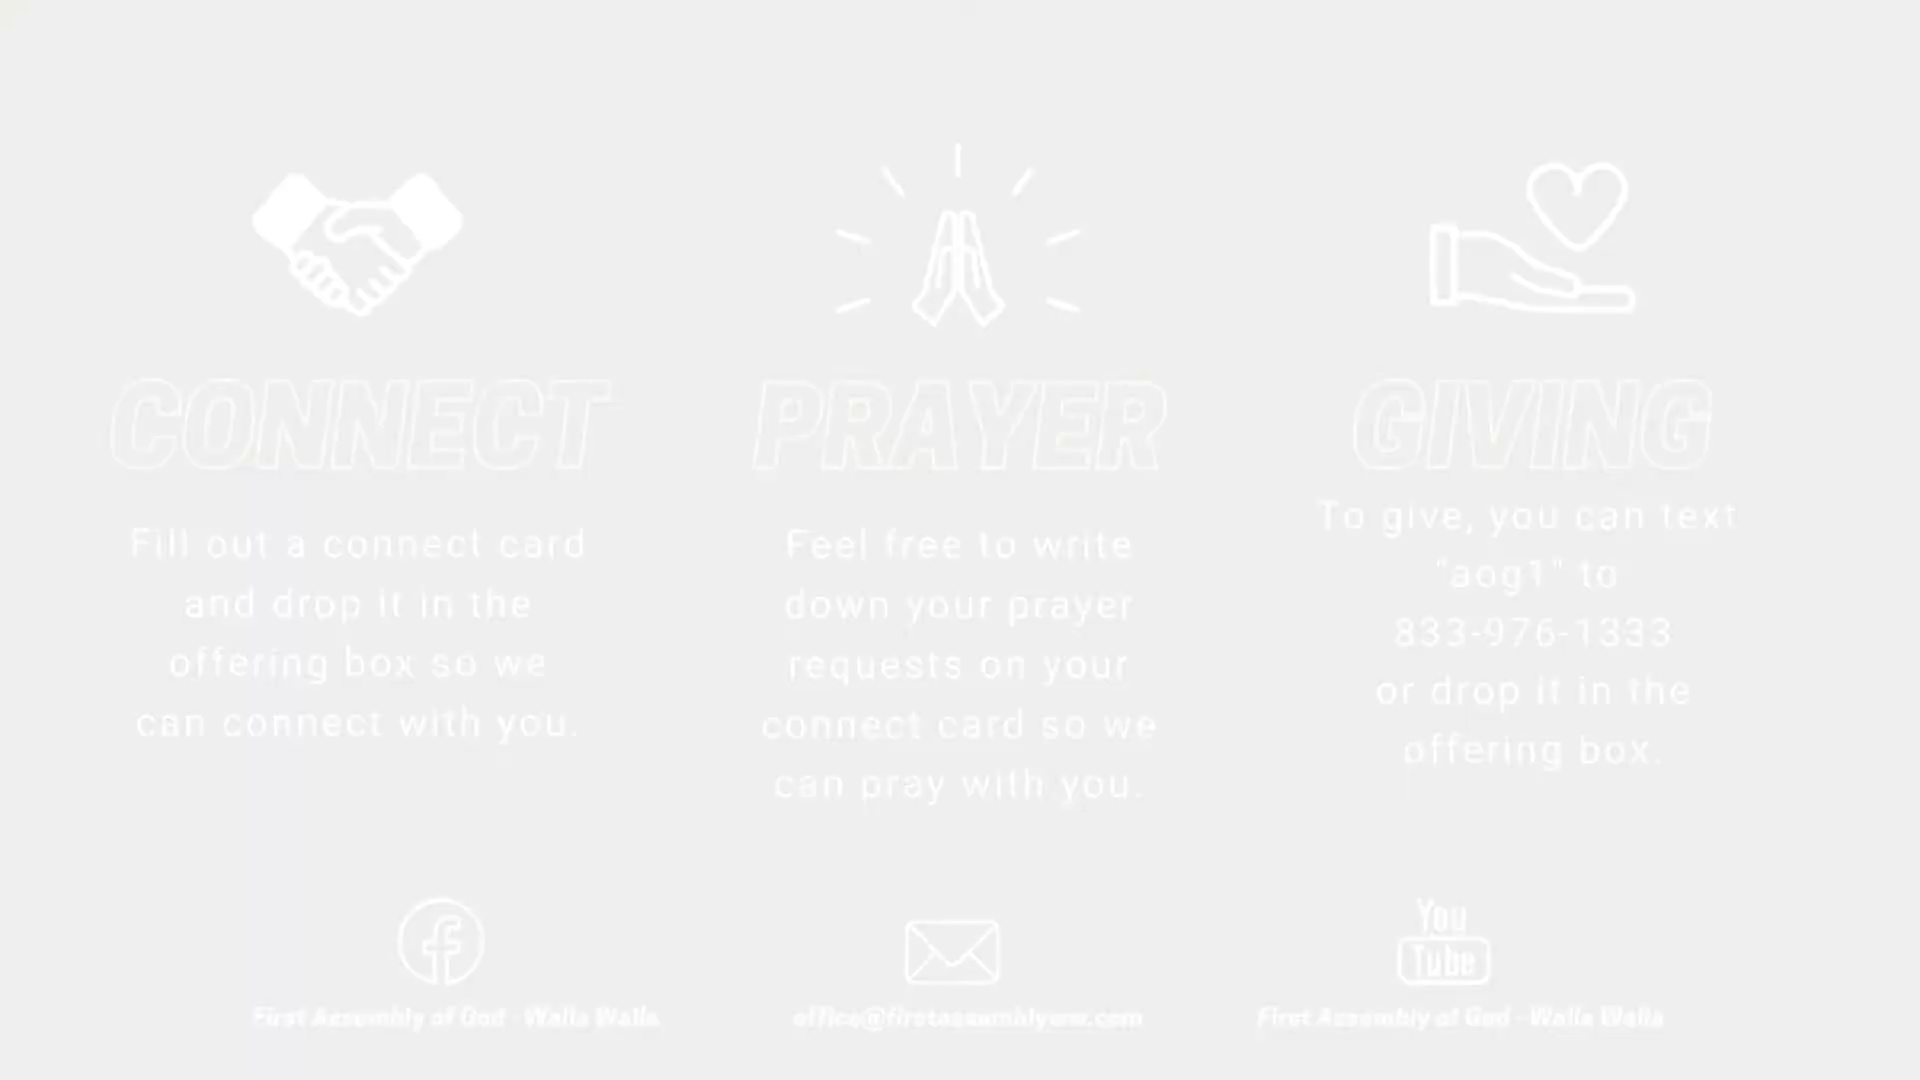 CONNECT
Fill out a connect card
and drop it in the
offering box so we
can connect with you.
PRAYER
Feel free to write
down your prayer
requests on your
connect card so we
can pray with you.
GIVING
To give, you can text
"aog1" to
833-976-1333
or drop it in the
offering box.
First Assembly of God - Walla Walla
office@firstassemblyww.com
You
Tube
First Assembly of God - Walla Walla